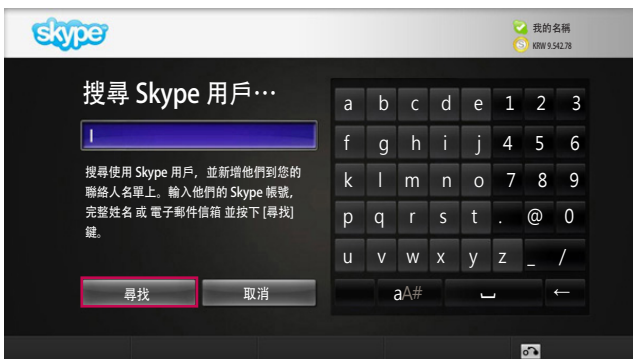 skype
我的名稱
KRW 9.542.78
搜尋 Skype 用戶…
搜尋使用 Skype 用戶，並新增他們到您的
聯絡人名單上。輸入他們的 Skype 帳號，
完整姓名 或 電子郵件信箱 並按下 [尋找]
鍵。
尋找 取消
a b c d e 1 2 3
f g h i j 4 5 6
k l m n o 7 8 9
p q r s t . @ 0
u v w x y z _ /
aA# ␣ ←